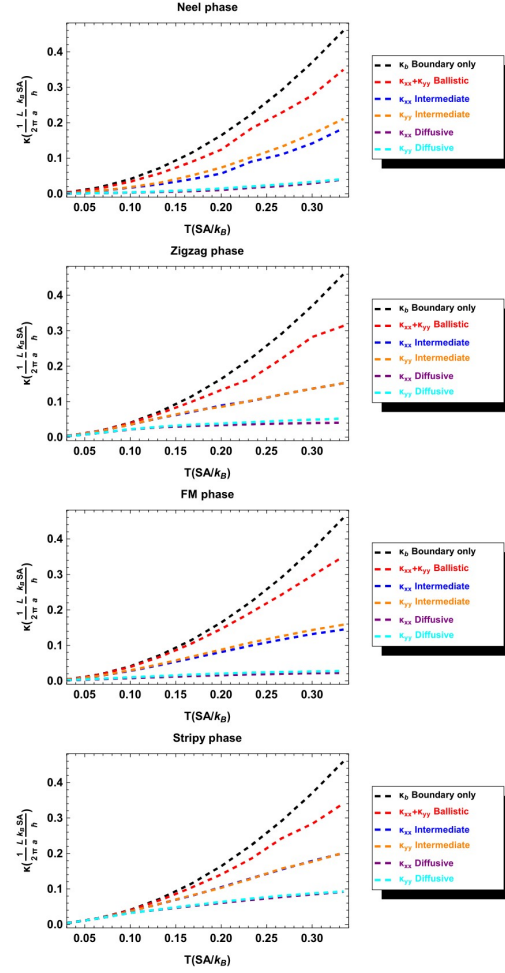 Neel phase
0.4
0.3
0.2
0.1
0.0
0.05 0.10 0.15 0.20 0.25 0.30
κ(1/2π L/a k_B SA/ħ)
T(SA/k_B)
κ_b Boundary only
κ_xx+κ_yy Ballistic
κ_xx Intermediate
κ_yy Intermediate
κ_xx Diffusive
κ_yy Diffusive
Zigzag phase
0.4
0.3
0.2
0.1
0.0
0.05 0.10 0.15 0.20 0.25 0.30
κ(1/2π L/a k_B SA/ħ)
T(SA/k_B)
κ_b Boundary only
κ_xx+κ_yy Ballistic
κ_xx Intermediate
κ_yy Intermediate
κ_xx Diffusive
κ_yy Diffusive
FM phase
0.4
0.3
0.2
0.1
0.0
0.05 0.10 0.15 0.20 0.25 0.30
κ(1/2π L/a k_B SA/ħ)
T(SA/k_B)
κ_b Boundary only
κ_xx+κ_yy Ballistic
κ_xx Intermediate
κ_yy Intermediate
κ_xx Diffusive
κ_yy Diffusive
Stripy phase
0.4
0.3
0.2
0.1
0.0
0.05 0.10 0.15 0.20 0.25 0.30
κ(1/2π L/a k_B SA/ħ)
T(SA/k_B)
κ_b Boundary only
κ_xx+κ_yy Ballistic
κ_xx Intermediate
κ_yy Intermediate
κ_xx Diffusive
κ_yy Diffusive